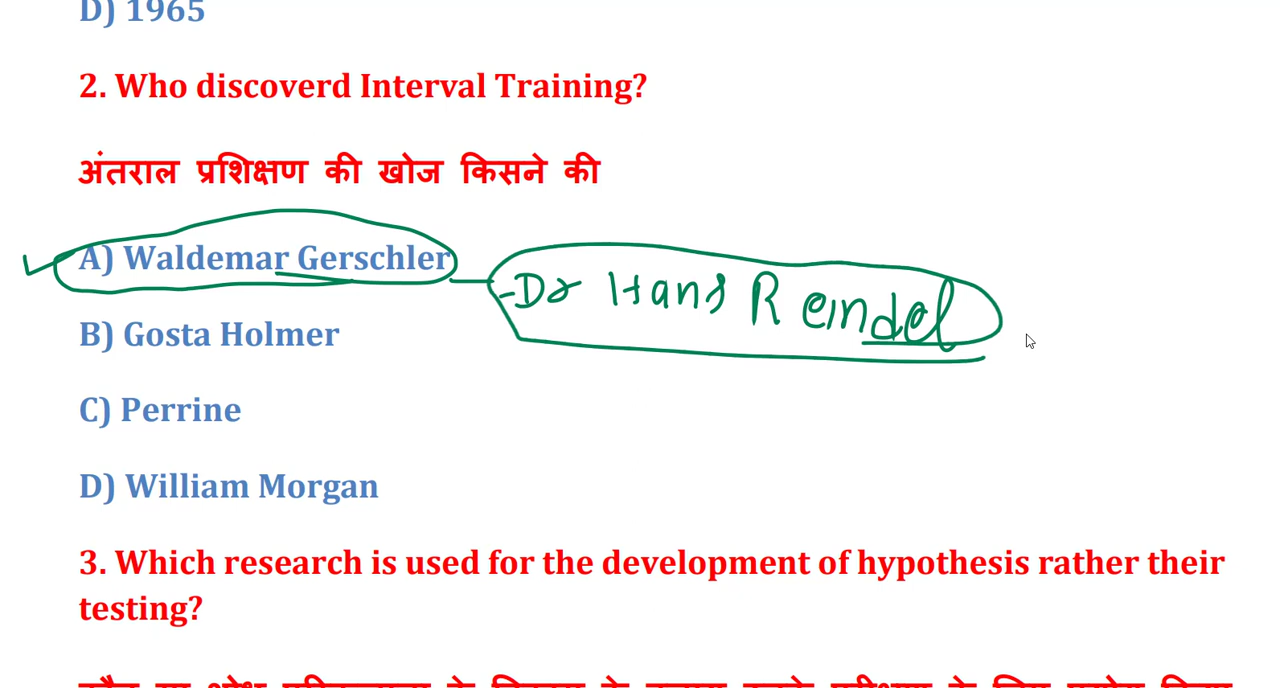 D) 1965
2. Who discoverd Interval Training?
अंतराल प्रशिक्षण की खोज किसने की
A) Waldemar Gerschler
-Dr Hans Reindel
B) Gosta Holmer
C) Perrine
D) William Morgan
3. Which research is used for the development of hypothesis rather their
testing?